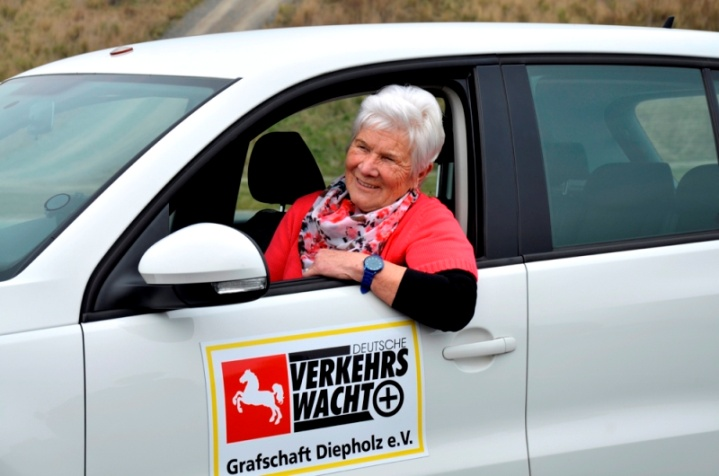 DEUTSCHE
VERKEHRS
WACHT
Grafschaft Diepholz e.V.